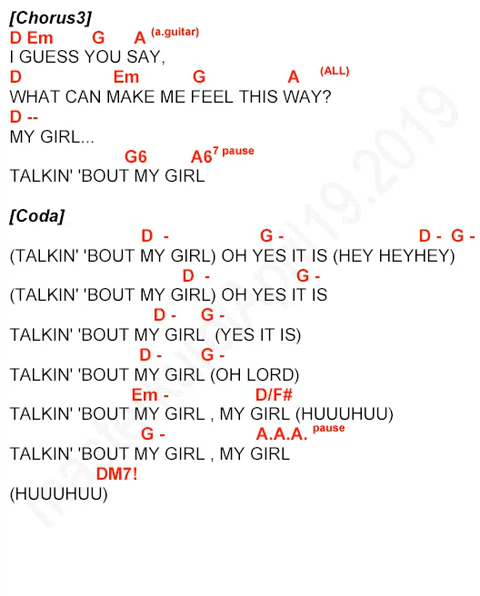 [Chorus3]
D Em G A (a.guitar)
I GUESS YOU SAY,
D Em G A (ALL)
WHAT CAN MAKE ME FEEL THIS WAY?
D --
MY GIRL...
G6 A6⁷ pause
TALKIN' 'BOUT MY GIRL
[Coda]
D - G - D - G -
(TALKIN' 'BOUT MY GIRL) OH YES IT IS (HEY HEYHEY)
D - G -
(TALKIN' 'BOUT MY GIRL) OH YES IT IS
D - G -
TALKIN' 'BOUT MY GIRL (YES IT IS)
D - G -
TALKIN' 'BOUT MY GIRL (OH LORD)
Em - D/F#
TALKIN' 'BOUT MY GIRL , MY GIRL (HUUUHUU)
G - A.A.A. pause
TALKIN' 'BOUT MY GIRL , MY GIRL
DM7!
(HUUUHUU)